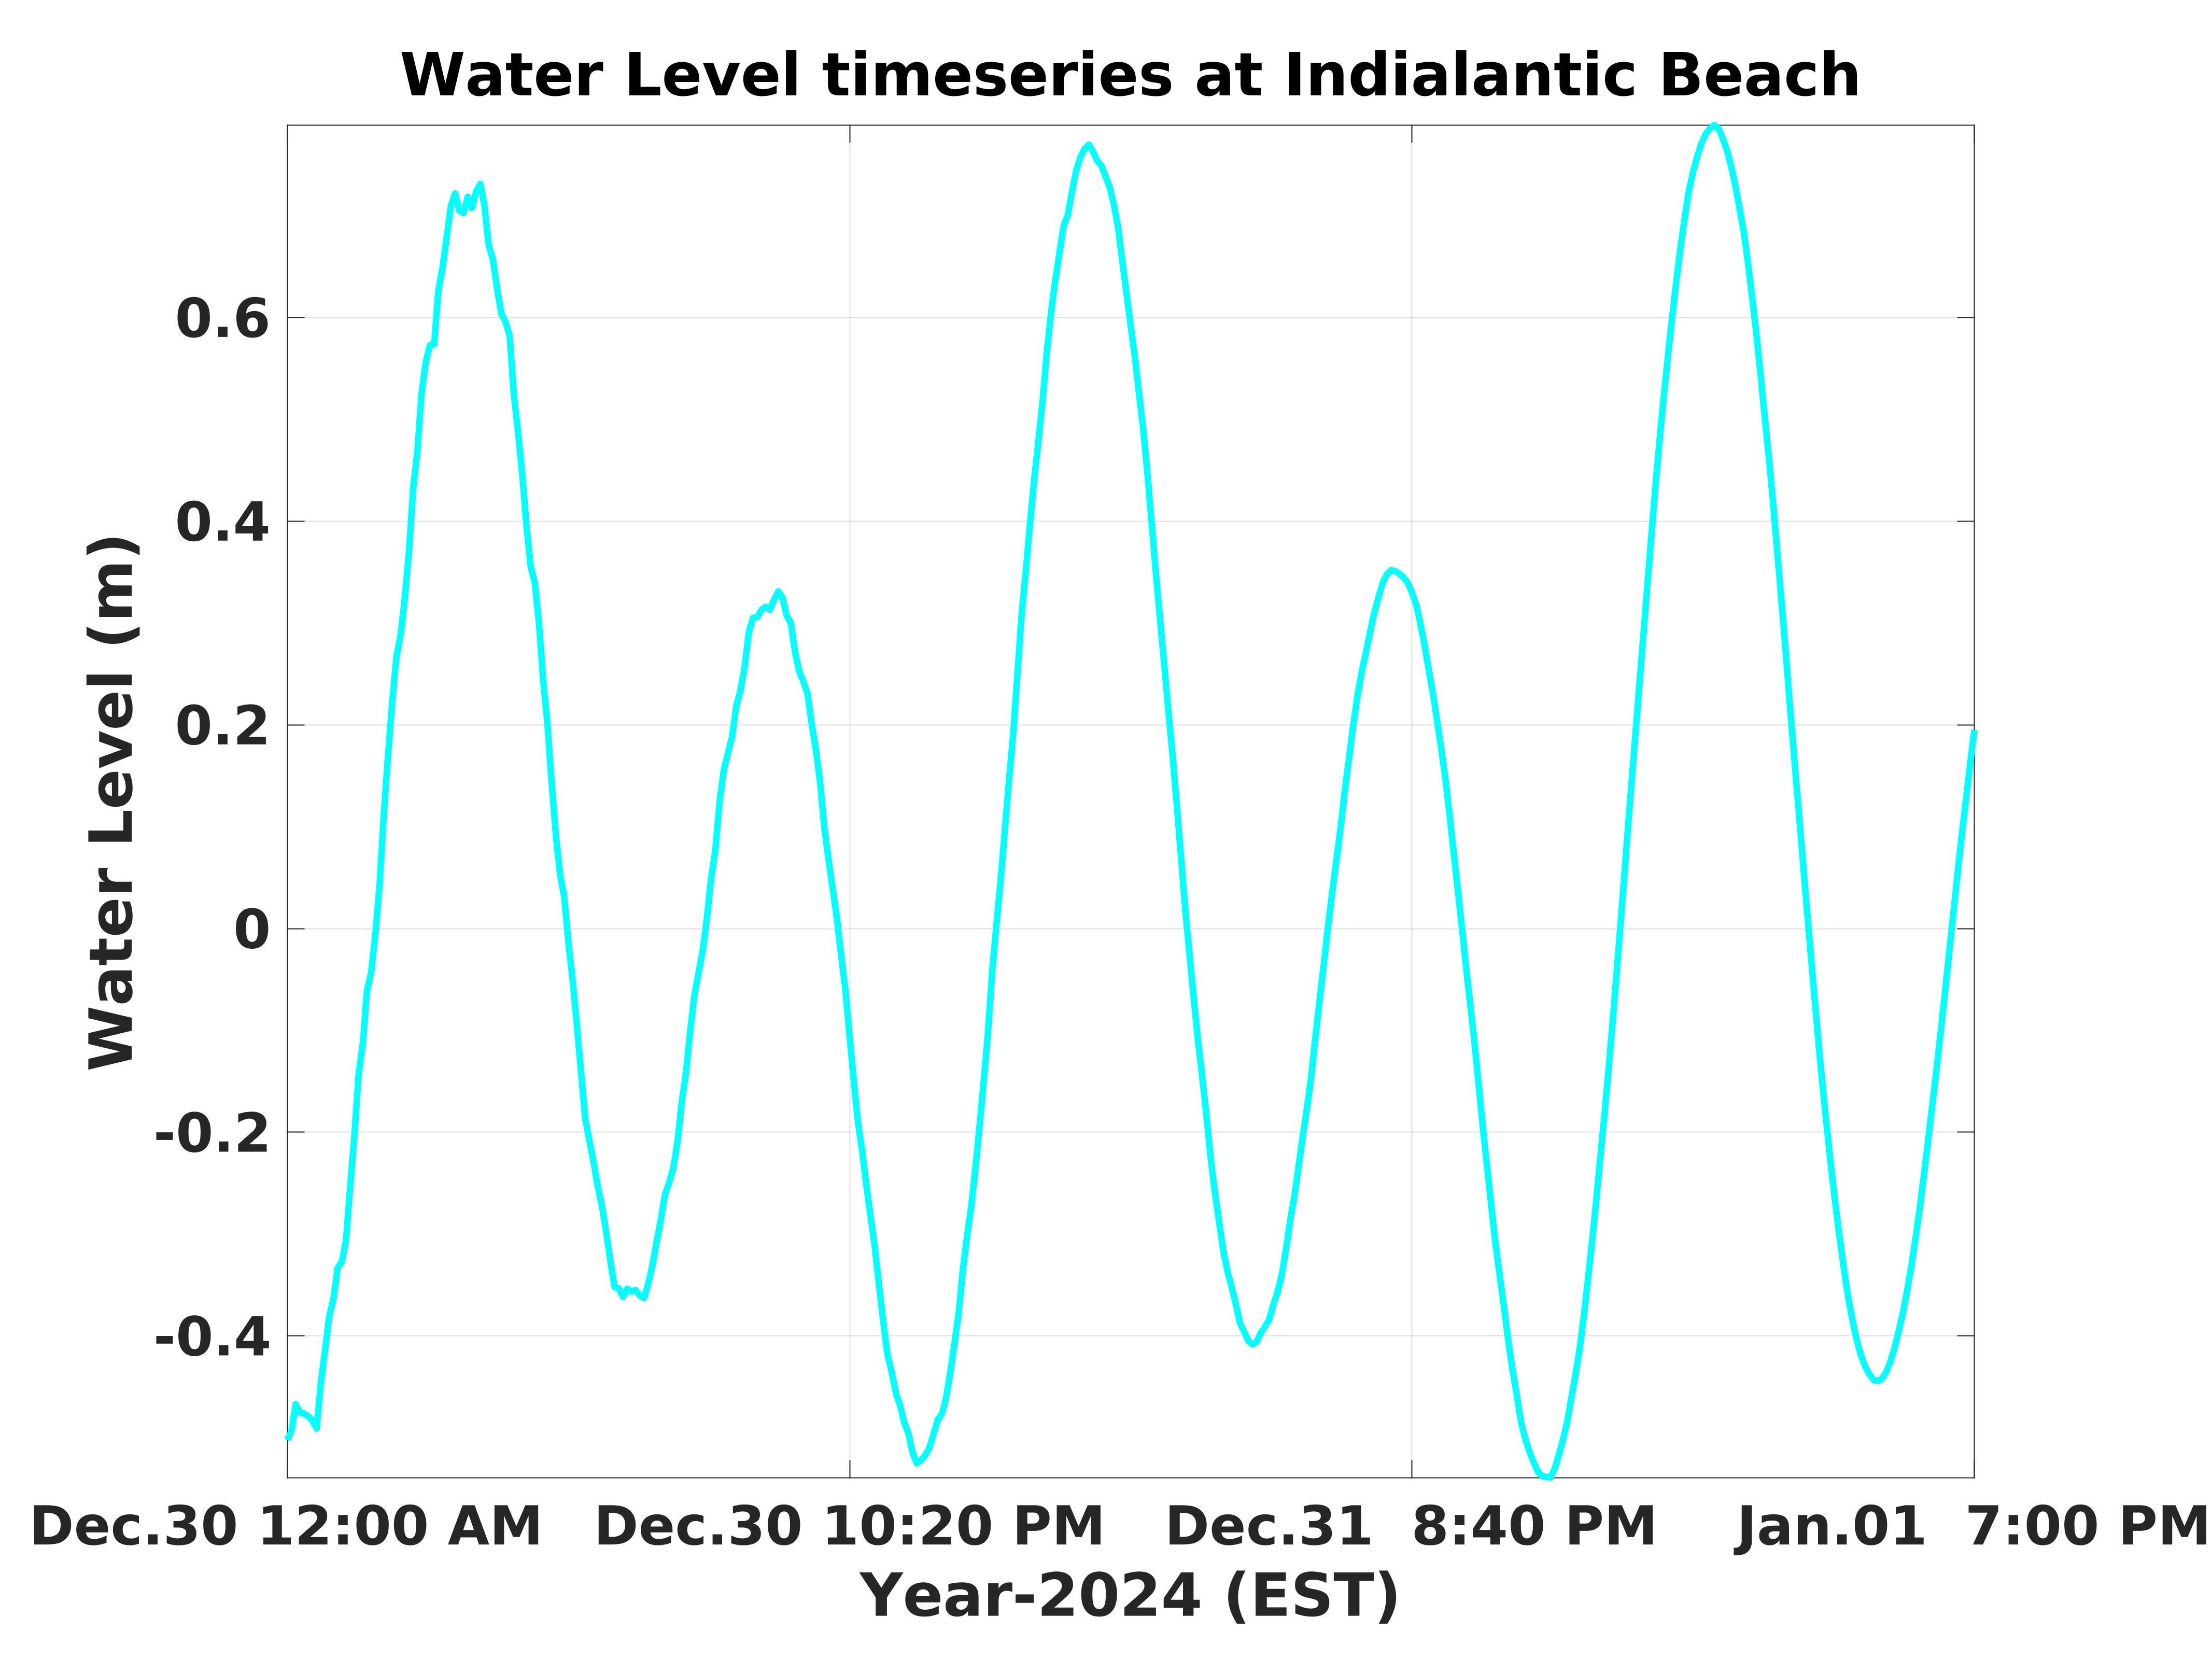 Water Level timeseries at Indialantic Beach
0.6
0.4
0.2
0
-0.2
-0.4
Water Level (m)
Dec.30 12:00 AM Dec.30 10:20 PM Dec.31 8:40 PM Jan.01 7:00 PM
Year-2024 (EST)